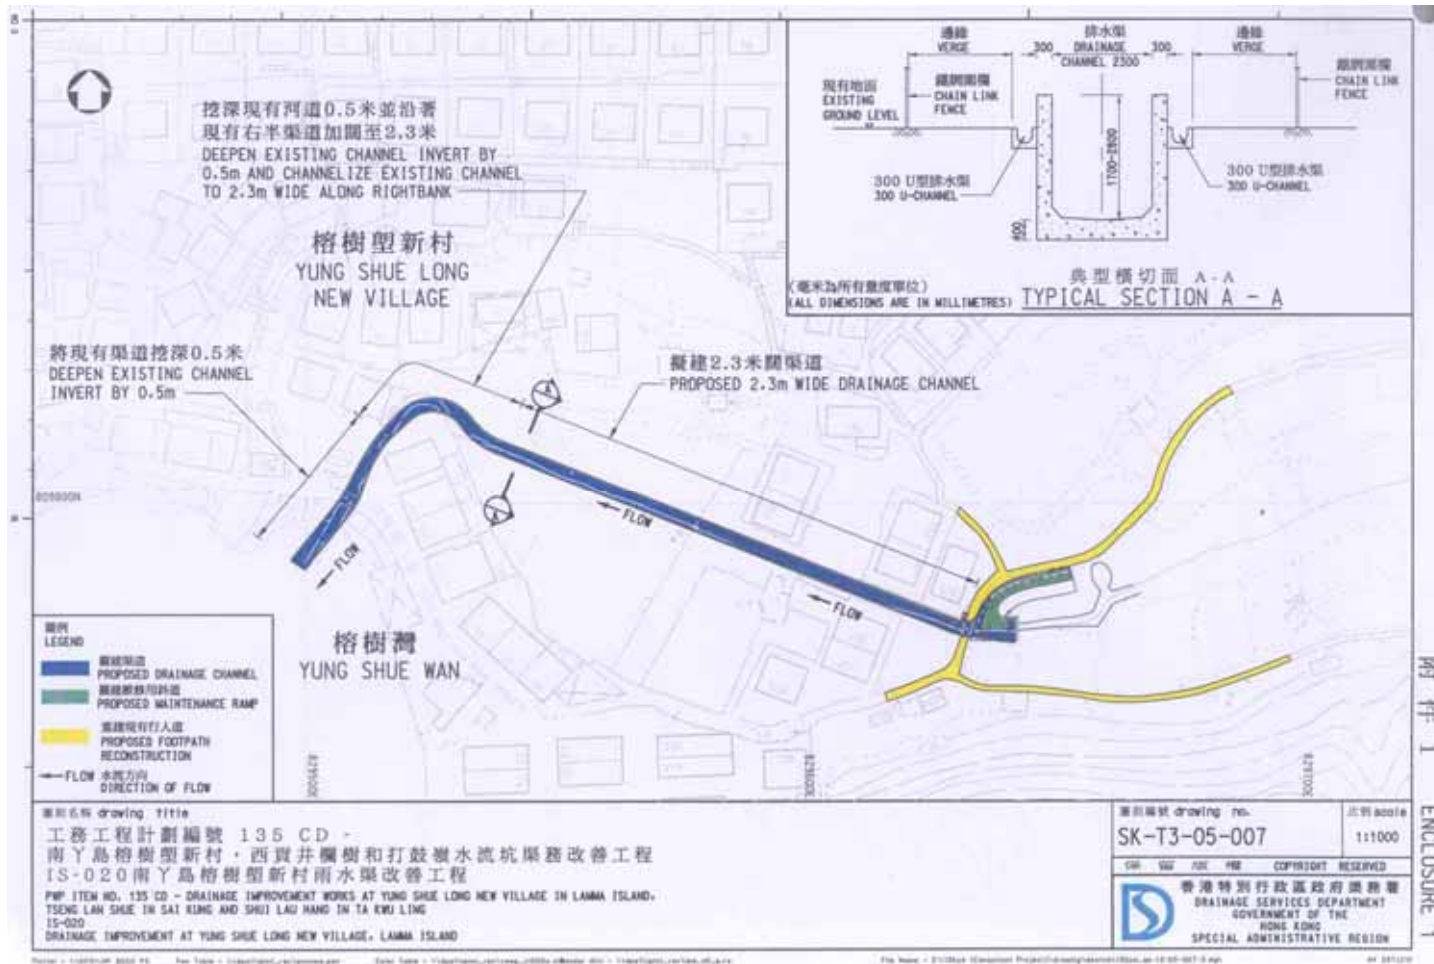 挖深現有河道0.5米並沿著
現有右半渠道加闊至2.3米
DEEPEN EXISTING CHANNEL INVERT BY
0.5m AND CHANNELIZE EXISTING CHANNEL
TO 2.3m WIDE ALONG RIGHTBANK
榕樹塱新村
YUNG SHUE LONG
NEW VILLAGE
將現有渠道挖深0.5米
DEEPEN EXISTING CHANNEL
INVERT BY 0.5m
擬建2.3米闊渠道
PROPOSED 2.3m WIDE DRAINAGE CHANNEL
邊緣
VERGE
300
排水渠
DRAINAGE
CHANNEL 2300
300
邊緣
VERGE
現有地面
EXISTING
GROUND LEVEL
鐵網圍欄
CHAIN LINK
FENCE
鐵網圍欄
CHAIN LINK
FENCE
1700-2800
400
300 U型排水渠
300 U-CHANNEL
300 U型排水渠
300 U-CHANNEL
典型橫切面 A-A
TYPICAL SECTION A - A
(毫米為所有量度單位)
(ALL DIMENSIONS ARE IN MILLIMETRES)
A
A
FLOW
FLOW
FLOW
榕樹灣
YUNG SHUE WAN
圖例
LEGEND
擬建渠道
PROPOSED DRAINAGE CHANNEL
擬建維修用斜道
PROPOSED MAINTENANCE RAMP
重建現有行人道
PROPOSED FOOTPATH
RECONSTRUCTION
FLOW 水流方向
DIRECTION OF FLOW
圖則名稱 drawing title
工務工程計劃編號 135 CD -
南丫島榕樹塱新村,西貢井欄樹和打鼓嶺水流坑渠務改善工程
IS-020南丫島榕樹塱新村雨水渠改善工程
PWP ITEM NO. 135 CD - DRAINAGE IMPROVEMENT WORKS AT YUNG SHUE LONG NEW VILLAGE IN LAMMA ISLAND,
TSENG LAN SHUE IN SAI KUNG AND SHUI LAU HANG IN TA KWU LING
IS-020
DRAINAGE IMPROVEMENT AT YUNG SHUE LONG NEW VILLAGE, LAMMA ISLAND
圖則編號 drawing no.
SK-T3-05-007
比例 scale
1:1000
COPYRIGHT RESERVED
香港特別行政區政府渠務署
DRAINAGE SERVICES DEPARTMENT
GOVERNMENT OF THE
HONG KONG
SPECIAL ADMINISTRATIVE REGION
附件 1
ENCLOSURE 1